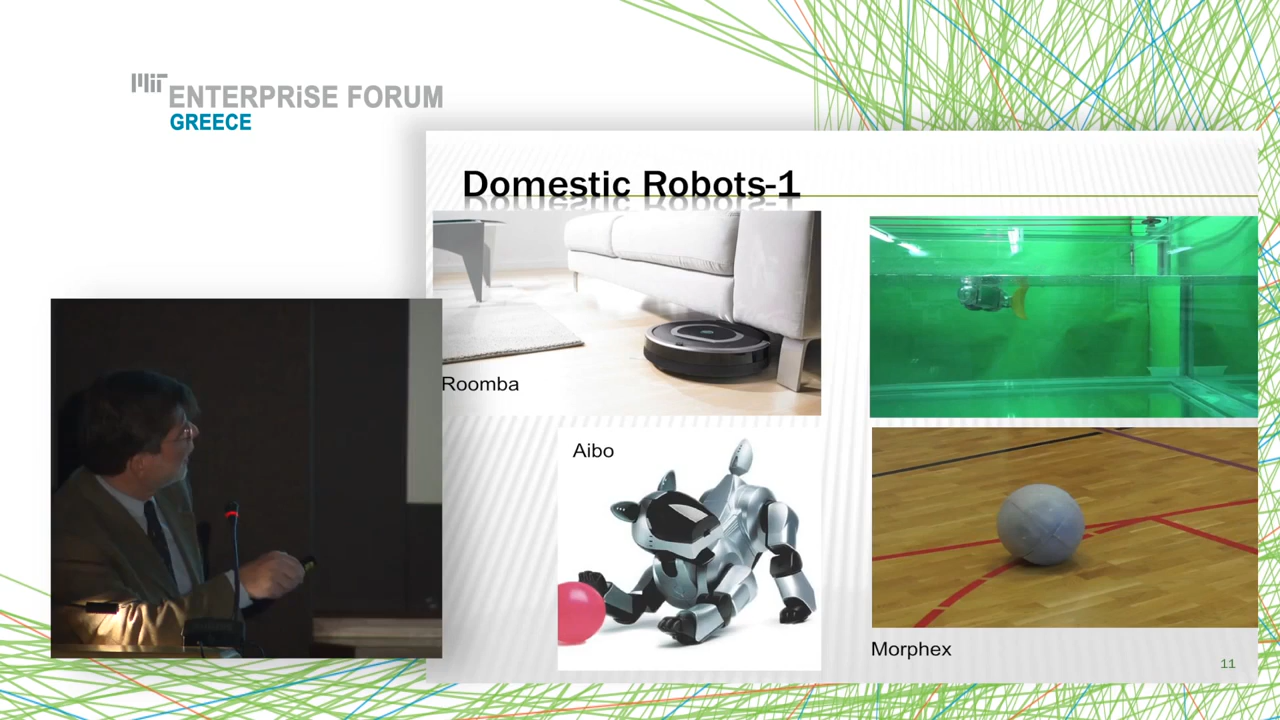 MiT
ENTERPRiSE FORUM
GREECE
Domestic Robots-1
Roomba
Aibo
Morphex
11